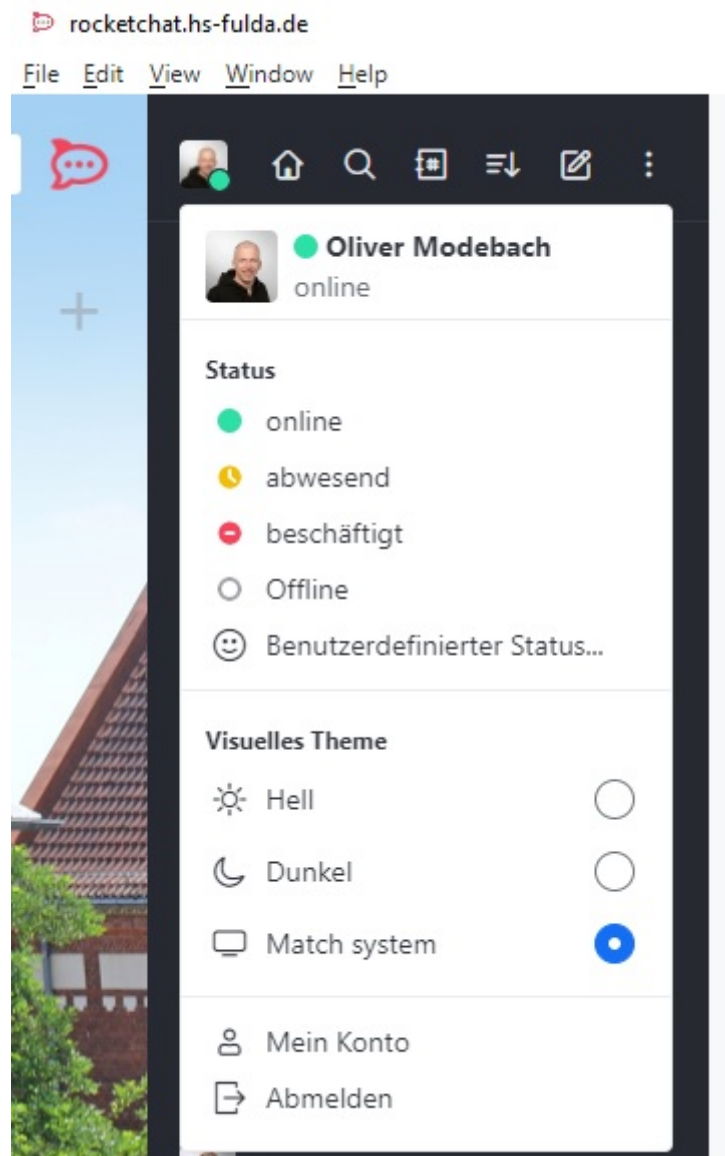 rocketchat.hs-fulda.de
File Edit View Window Help
Oliver Modebach
online
Status
online
abwesend
beschäftigt
Offline
Benutzerdefinierter Status...
Visuelles Theme
Hell
Dunkel
Match system
Mein Konto
Abmelden